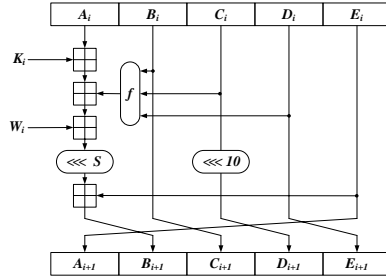 A_i B_i C_i D_i E_i
K_i
f
W_i
<<< S <<< 10
A_{i+1} B_{i+1} C_{i+1} D_{i+1} E_{i+1}